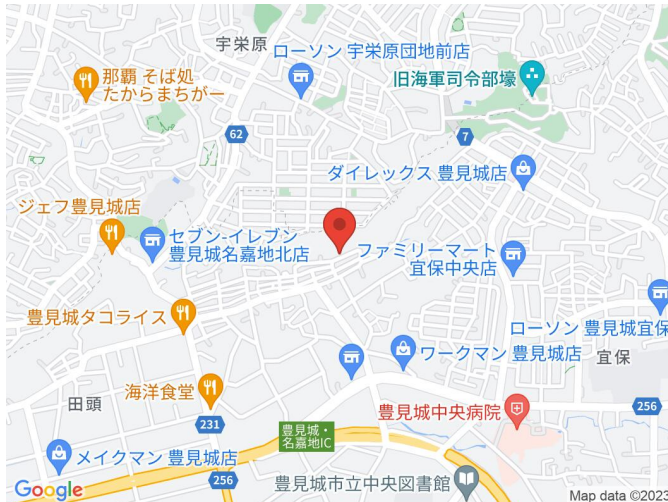 宇栄原
ローソン 宇栄原団地前店
旧海軍司令部壕
那覇 そば処
たからまちがー
62
7
ダイレックス 豊見城店
ジェフ豊見城店
セブン-イレブン
豊見城名嘉地北店
ファミリーマート
宜保中央店
豊見城タコライス
ローソン 豊見城宜保
ワークマン 豊見城店
宜保
海洋食堂
田頭
豊見城中央病院
256
231
豊見城・
名嘉地IC
メイクマン 豊見城店
256
豊見城市立中央図書館
Google
Map data ©202